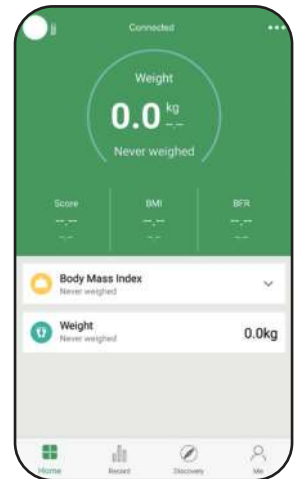 Connected
Weight
0.0 kg
--.--
Never weighed
Score BMI BFR
--.-- --.-- --.--
--.-- --.-- --.--
Body Mass Index
Never weighed
Weight
Never weighed
0.0kg
Home Record Discovery Me